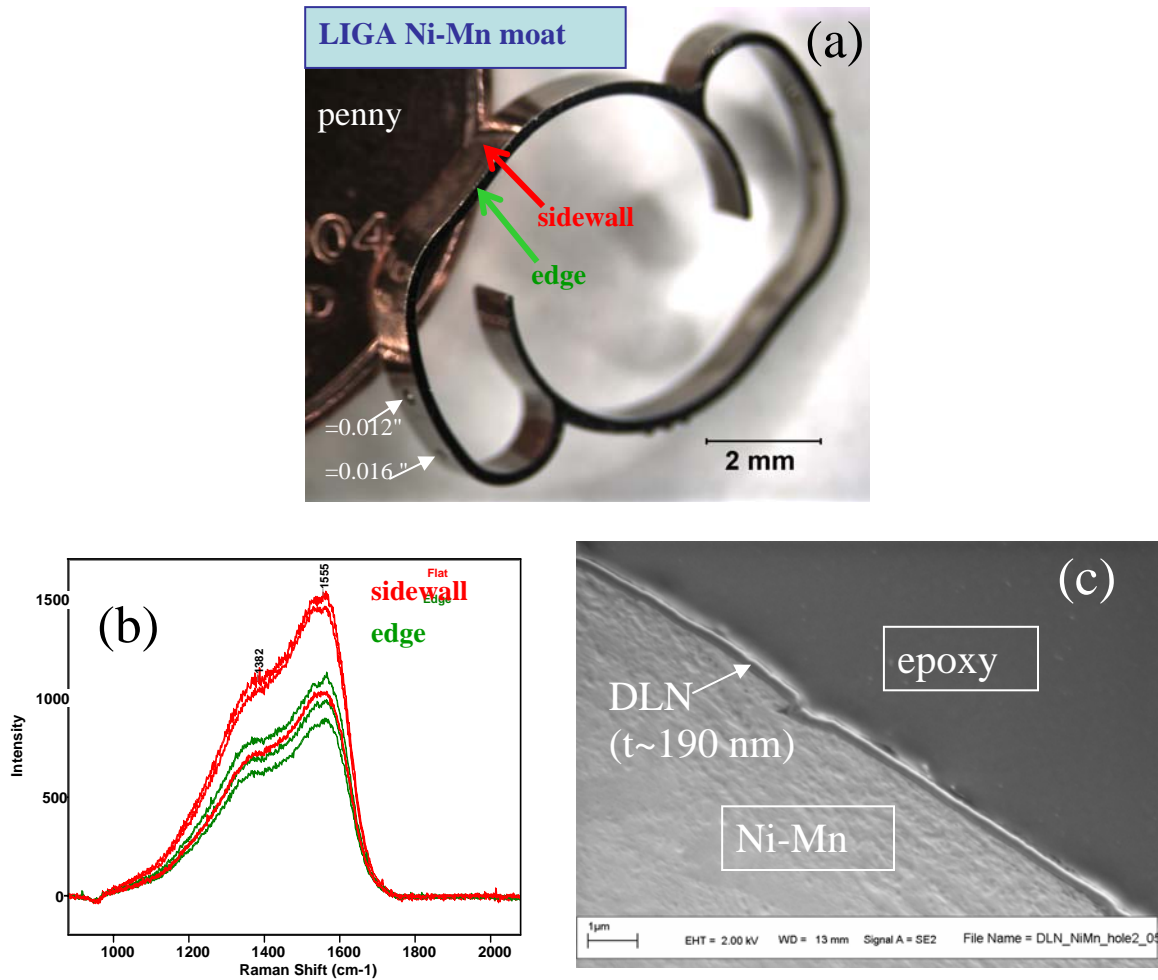 LIGA Ni-Mn moat
(a)
penny
sidewall
edge
=0.012"
=0.016 "
2 mm
(b)
1500
1000
500
0
Intensity
1382
1555
Flat
sidewall
Edge
edge
1000 1200 1400 1600 1800 2000
Raman Shift (cm-1)
(c)
epoxy
DLN
(t~190 nm)
Ni-Mn
1µm
EHT = 2.00 kV WD = 13 mm Signal A = SE2 File Name = DLN_NiMn_hole2_05